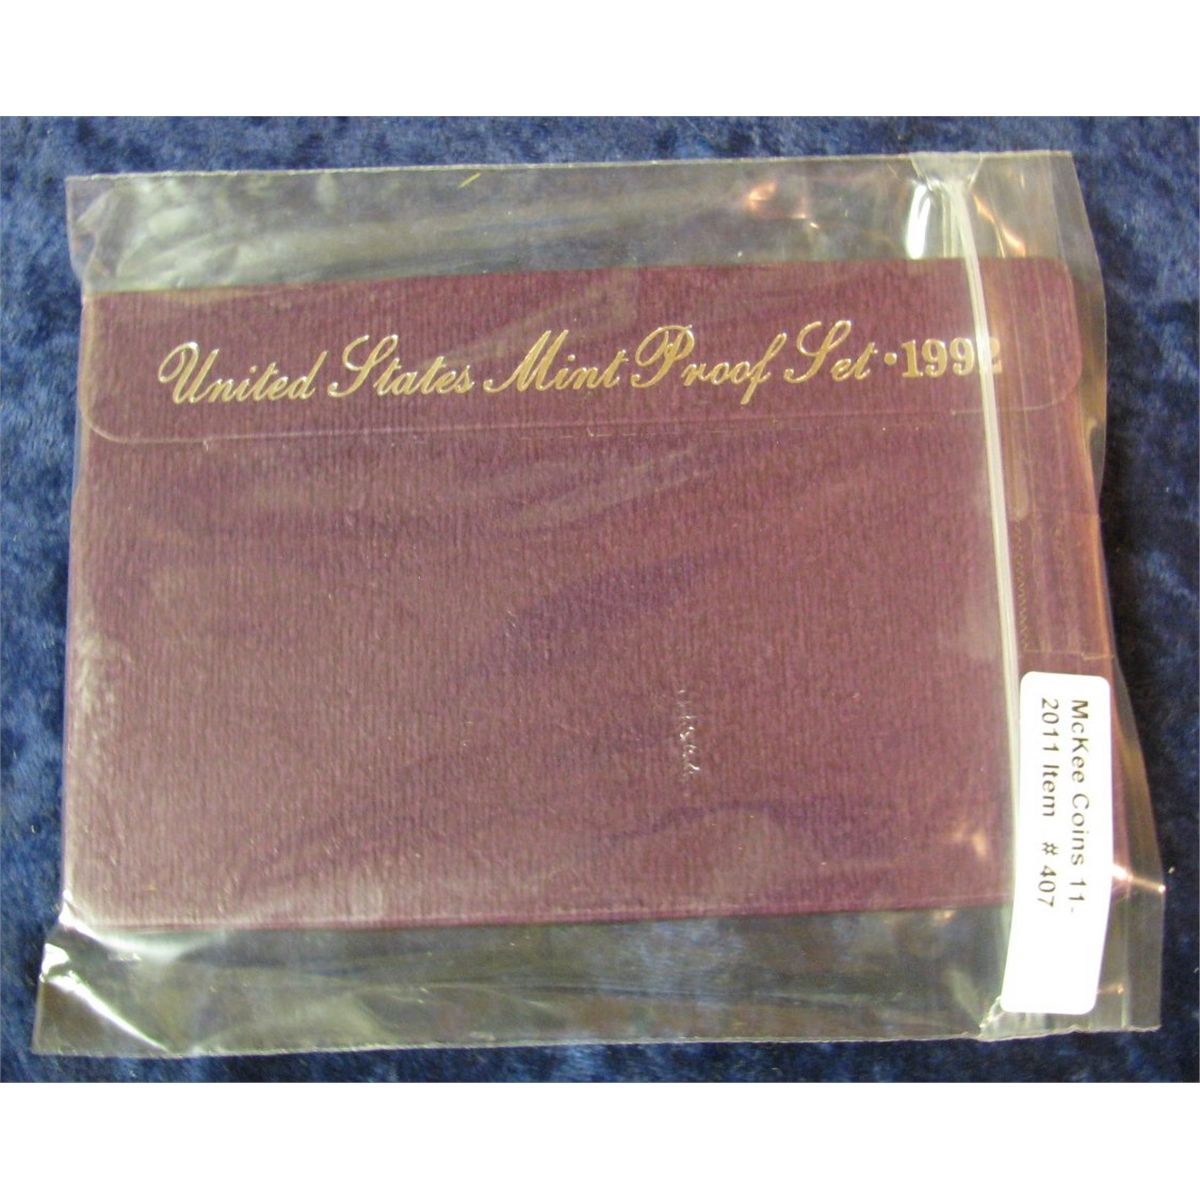 United States Mint Proof Set · 1992
McKee Coins 11-
2011 Item # 407